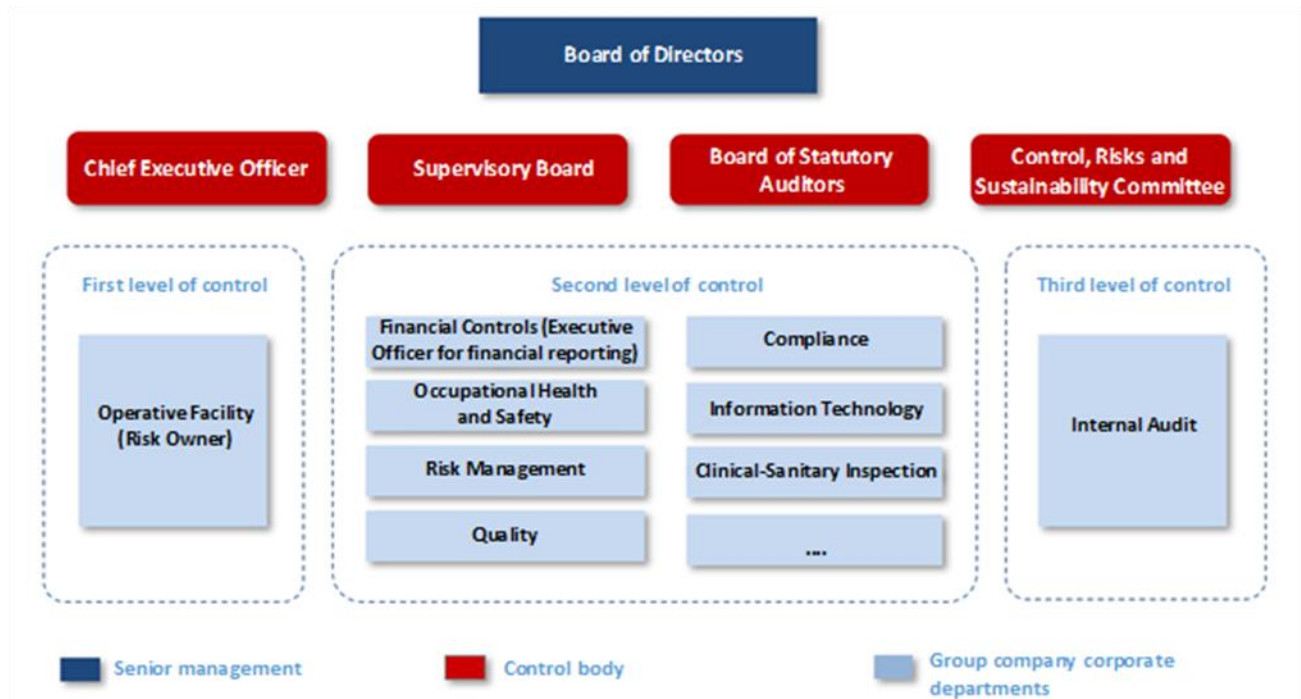 Board of Directors
Chief Executive Officer
Supervisory Board
Board of Statutory
Auditors
Control, Risks and
Sustainability Committee
First level of control
Operative Facility
(Risk Owner)
Second level of control
Financial Controls (Executive
Officer for financial reporting)
Occupational Health
and Safety
Risk Management
Quality
Compliance
Information Technology
Clinical-Sanitary Inspection
....
Third level of control
Internal Audit
Senior management
Control body
Group company corporate
departments